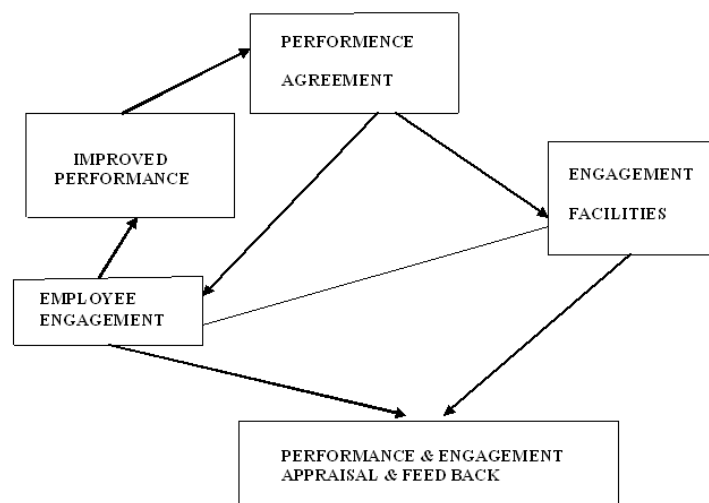 PERFORMENCE
AGREEMENT
IMPROVED
PERFORMANCE
ENGAGEMENT
FACILITIES
EMPLOYEE
ENGAGEMENT
PERFORMANCE & ENGAGEMENT
APPRAISAL & FEED BACK